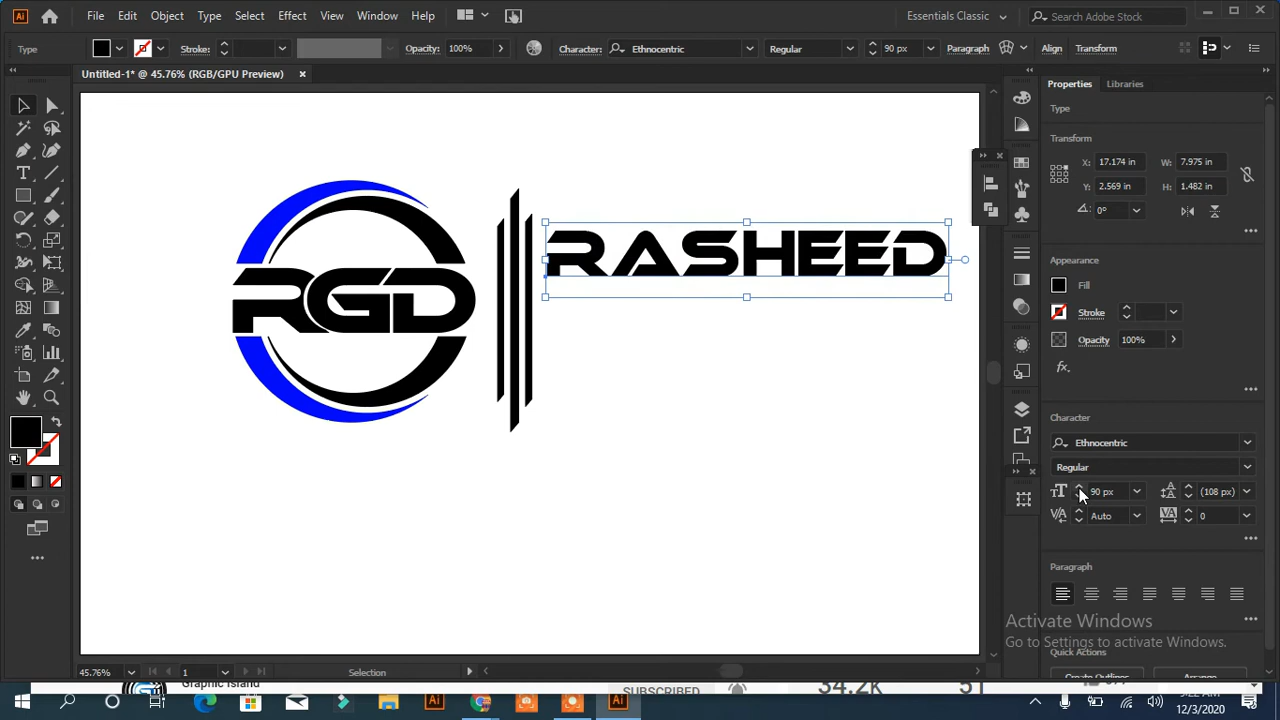 Ai File Edit Object Type Select Effect View Window Help Essentials Classic Search Adobe Stock
Type Stroke: Opacity: 100% Character: Ethnocentric Regular 90 px Paragraph Align Transform
Untitled-1* @ 45.76% (RGB/GPU Preview)
Properties Libraries
Type
Transform
X: 17.174 in W: 7.975 in
Y: 2.569 in H: 1.482 in
0°
RASHEED
RGD
Appearance
Fill
Stroke
Opacity 100%
fx.
Character
Ethnocentric
Regular
90 px (108 px)
Auto 0
Paragraph
Activate Windows
Go to Settings to activate Windows.
Quick Actions
45.76% 1 Selection
Graphic Island SUBSCRIBED 34.2K 51
12/3/2020